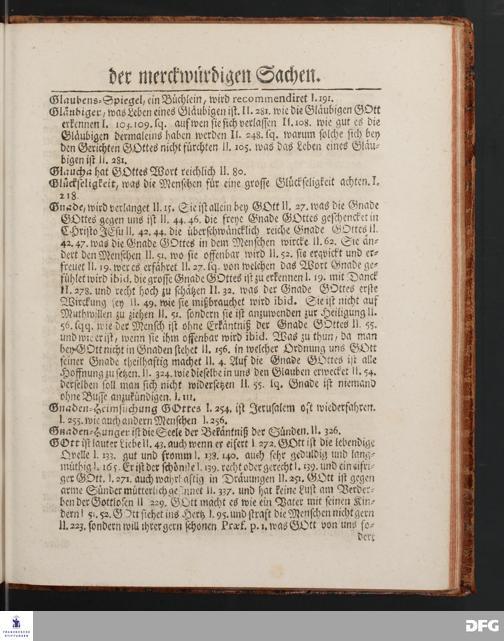 der merckwürdigen Sachen.
Glaubens-Spiegel, ein Büchlein, wird recommendiret I. 191.
Gläubiger, was Leben eines Gläubigen ist. II. 281. wie die Gläubigen GOtt
erkennen I. 105. 109. sq. auf wen sie sich verlassen II. 108. wie gut es die
Gläubigen dermaleins haben werden II. 248. sq. warum solche sich bey
den Gerichten GOttes nicht fürchten II. 105. was das Leben eines Gläu-
bigen ist II. 281.
Glaucha hat GOttes Wort reichlich II. 80.
Glückseligkeit, was die Menschen für eine grosse Glückseligkeit achten. I.
218.
Gnade, wird verlanget II. 15. Sie ist allein bey GOtt II. 27. was die Gnade
GOttes gegen uns ist II. 44. 46. die freye Gnade GOttes geschencket in
Christo JEsu II. 42. 44. die überschwäncklich reiche Gnade GOttes II.
42. 47. was die Gnade GOttes in dem Menschen wircke II. 62. Sie än-
dert den Menschen II. 51. wo sie offenbar wird II. 52. sie erqvickt und er-
freuet II. 19. wer es erfähret II. 27. sq. von welchen das Wort Gnade ge-
fühlet wird ibid. die grosse Gnade GOttes ist zu erkennen I. 19. mit Danck
II. 278. und recht hoch zu schätzen II. 32. was der Gnade GOttes erste
Wirckung sey II. 49. wie sie mißbrauchet wird ibid. Sie ist nicht auf
Muthwillen zu ziehen II. 51. sondern sie ist anzuwenden zur Heiligung II.
56. sqq. wie der Mensch ist ohne Erkäntniß der Gnade GOttes II. 55.
und wie er ist, wenn sie ihm offenbar wird ibid. Was zu thun, da man
bey GOtt nicht in Gnaden stehet II. 156. in welcher Ordnung uns GOtt
seiner Gnade theilhaftig machet II. 4. Auf die Gnade GOttes ist alle
Hoffnung zu setzen. II. 324. wie dieselbe in uns den Glauben erwecket II. 54.
derselben soll man sich nicht widersetzen II. 55. sq. Gnade ist niemand
ohne Busse anzukündigen. I. 111.
Gnaden-Heimsuchung GOttes I. 254. ist Jerusalem oft wiederfahren.
I. 255. wie auch andern Menschen I. 256.
Gnaden-Hunger ist die Seele der Bekäntniß der Sünden. II. 326.
GOtt ist lauter Liebe II. 43. auch wenn er eifert I. 272. GOtt ist die lebendige
Qvelle I. 133. gut und fromm I. 138. 140. auch sehr geduldig und lang-
müthig I. 165. Er ist der schönste I. 139. recht oder gerecht I. 139. und ein eifri-
ger GOtt. I. 271. auch wahrhaftig in Dräuungen II. 251. GOtt ist gegen
arme Sünder mütterlich gesinnet II. 337. und hat keine Lust am Verder-
ben der Gottlosen II 229. GOtt macht es wie ein Vater mit seinen Kin-
dern I 51. 52. GOtt siehet ins Hertz I. 95. und straft die Menschen nicht gern
II. 223. sondern will ihrer gern schonen Præf. p. 1, was GOtt von uns fo-
dert
FRANCKESCHE
STIFTUNGEN
DFG